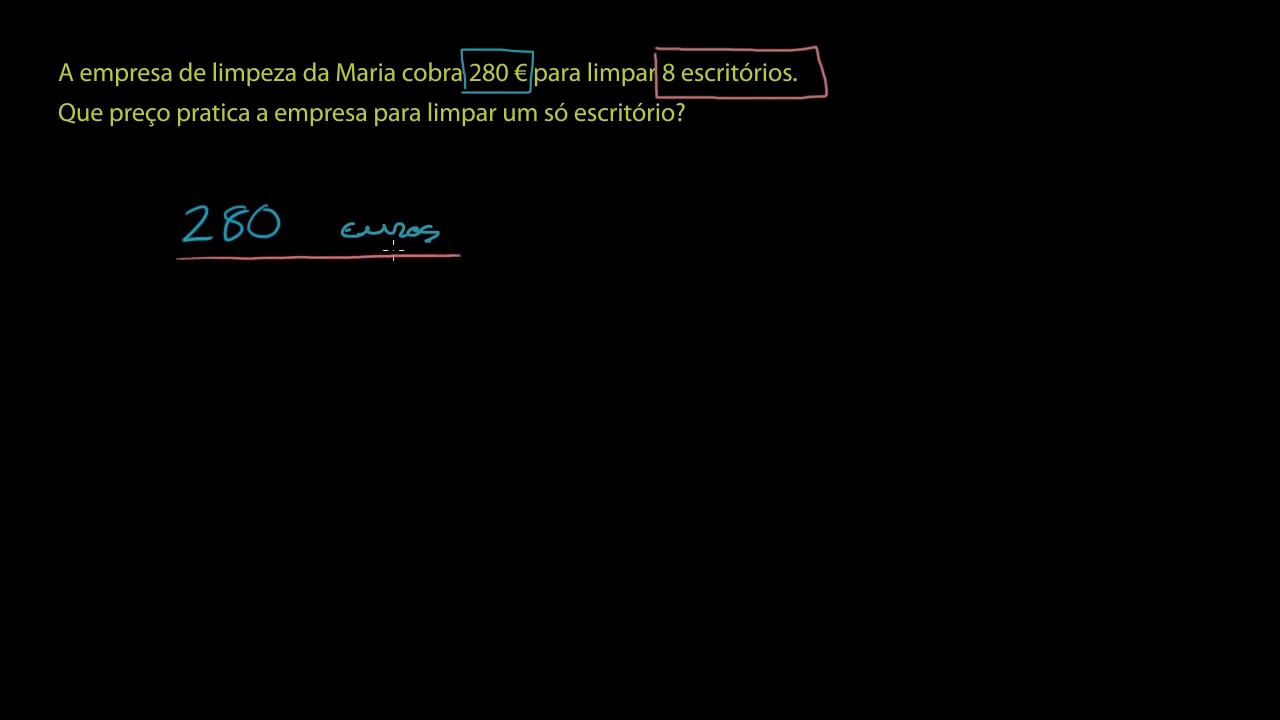 A empresa de limpeza da Maria cobra 280 € para limpar 8 escritórios.
Que preço pratica a empresa para limpar um só escritório?
280 euros